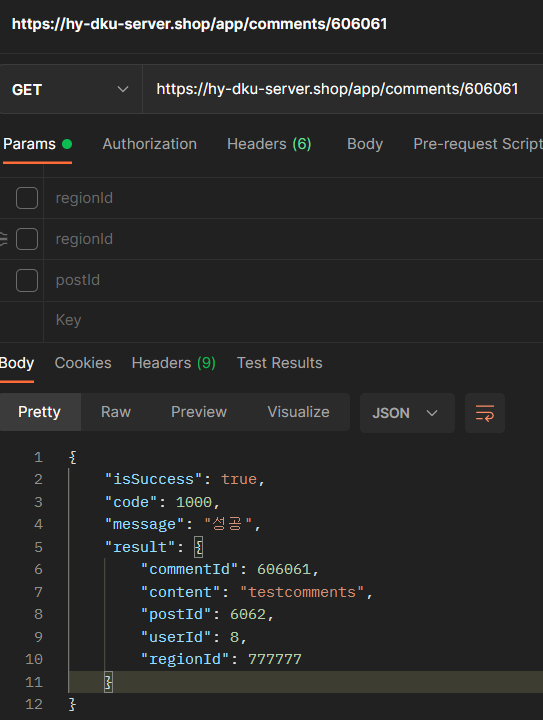 https://hy-dku-server.shop/app/comments/606061
GET https://hy-dku-server.shop/app/comments/606061
Params Authorization Headers (6) Body Pre-request Script
regionId
regionId
postId
Key
Body Cookies Headers (9) Test Results
Pretty Raw Preview Visualize JSON
1 {
2 "isSuccess": true,
3 "code": 1000,
4 "message": "성공",
5 "result": {
6 "commentId": 606061,
7 "content": "testcomments",
8 "postId": 6062,
9 "userId": 8,
10 "regionId": 777777
11 }
12 }